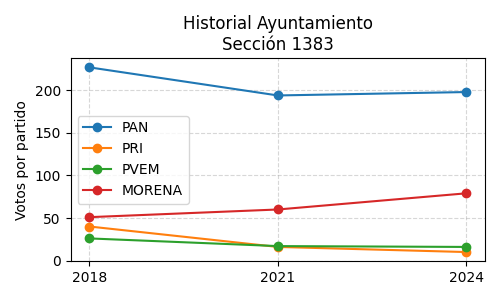 Historial Ayuntamiento
Sección 1383
Votos por partido
200
150
100
50
0
PAN
PRI
PVEM
MORENA
2018
2021
2024